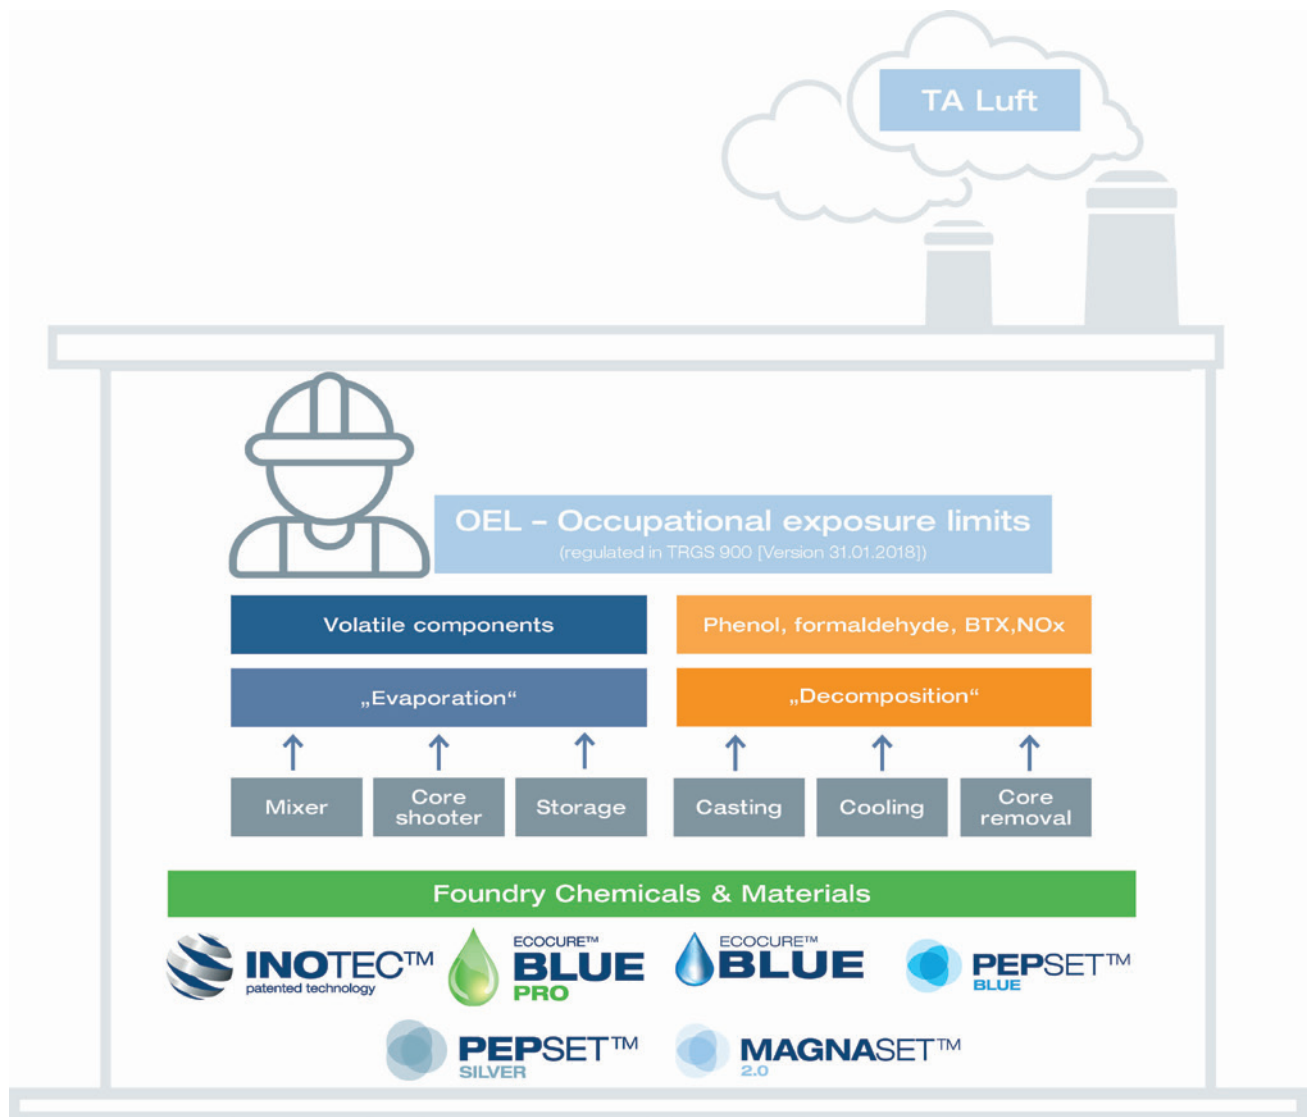 TA Luft
OEL – Occupational exposure limits
(regulated in TRGS 900 [Version 31.01.2018])
Volatile components
Phenol, formaldehyde, BTX,NOx
„Evaporation“
„Decomposition“
Mixer
Core
shooter
Storage
Casting
Cooling
Core
removal
Foundry Chemicals & Materials
INOTEC™
patented technology
ECOCURE™
BLUE
PRO
ECOCURE™
BLUE
PEPSET™
BLUE
PEPSET™
SILVER
MAGNASET™
2.0